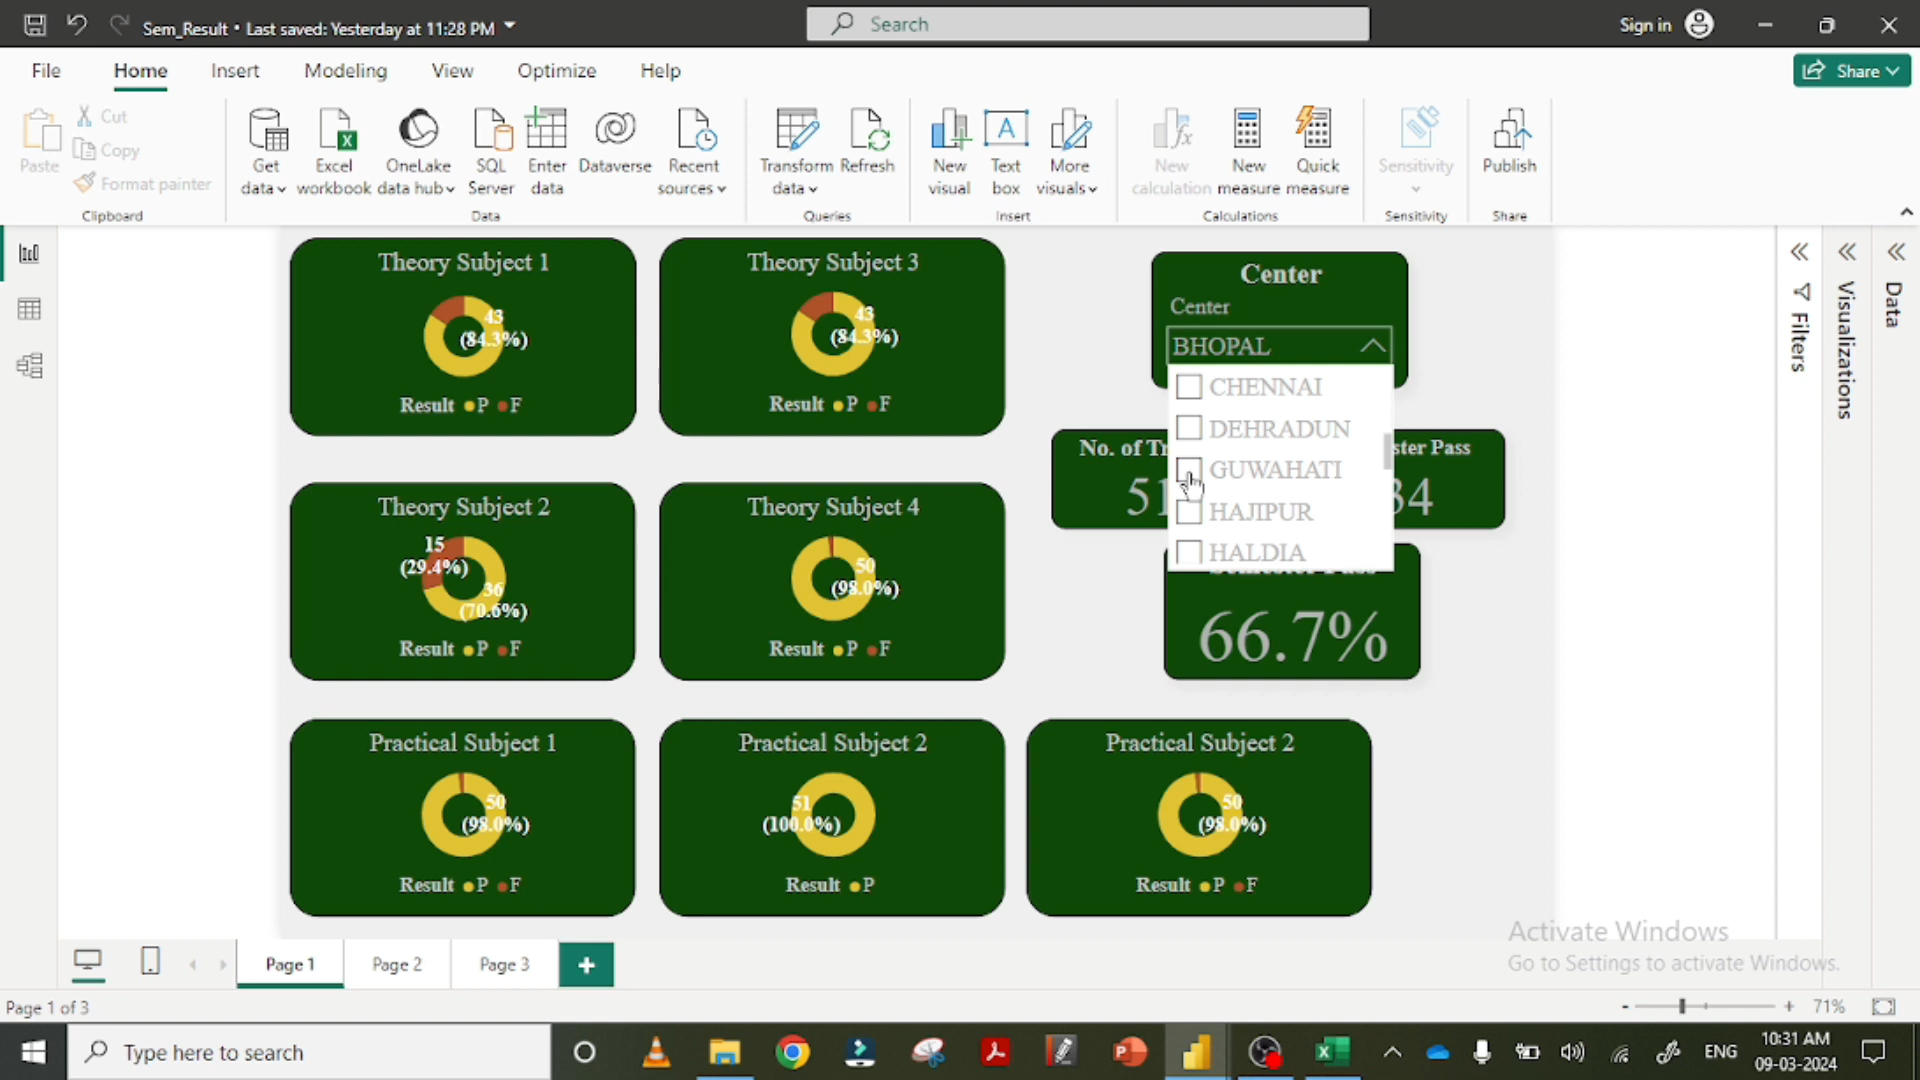 Sem_Result • Last saved: Yesterday at 11:28 PM
Search
Sign in
File
Home
Insert
Modeling
View
Optimize
Help
Share
Paste
Cut
Copy
Format painter
Clipboard
Get data
Excel workbook
OneLake data hub
SQL Server
Enter data
Dataverse
Recent sources
Data
Transform data
Refresh
Queries
New visual
Text box
More visuals
Insert
New calculation
New measure
Quick measure
Calculations
Sensitivity
Sensitivity
Publish
Share
Theory Subject 1
43
(84.3%)
Result P F
Theory Subject 3
43
(84.3%)
Result P F
Center
Center
BHOPAL
CHENNAI
DEHRADUN
GUWAHATI
HAJIPUR
HALDIA
No. of Tr
51
ster Pass
34
66.7%
Theory Subject 2
15
(29.4%)
36
(70.6%)
Result P F
Theory Subject 4
50
(98.0%)
Result P F
Practical Subject 1
50
(98.0%)
Result P F
Practical Subject 2
51
(100.0%)
Result P
Practical Subject 2
50
(98.0%)
Result P F
Filters
Visualizations
Data
Activate Windows
Go to Settings to activate Windows.
Page 1
Page 2
Page 3
+
Page 1 of 3
- + 71%
Type here to search
ENG
10:31 AM
09-03-2024